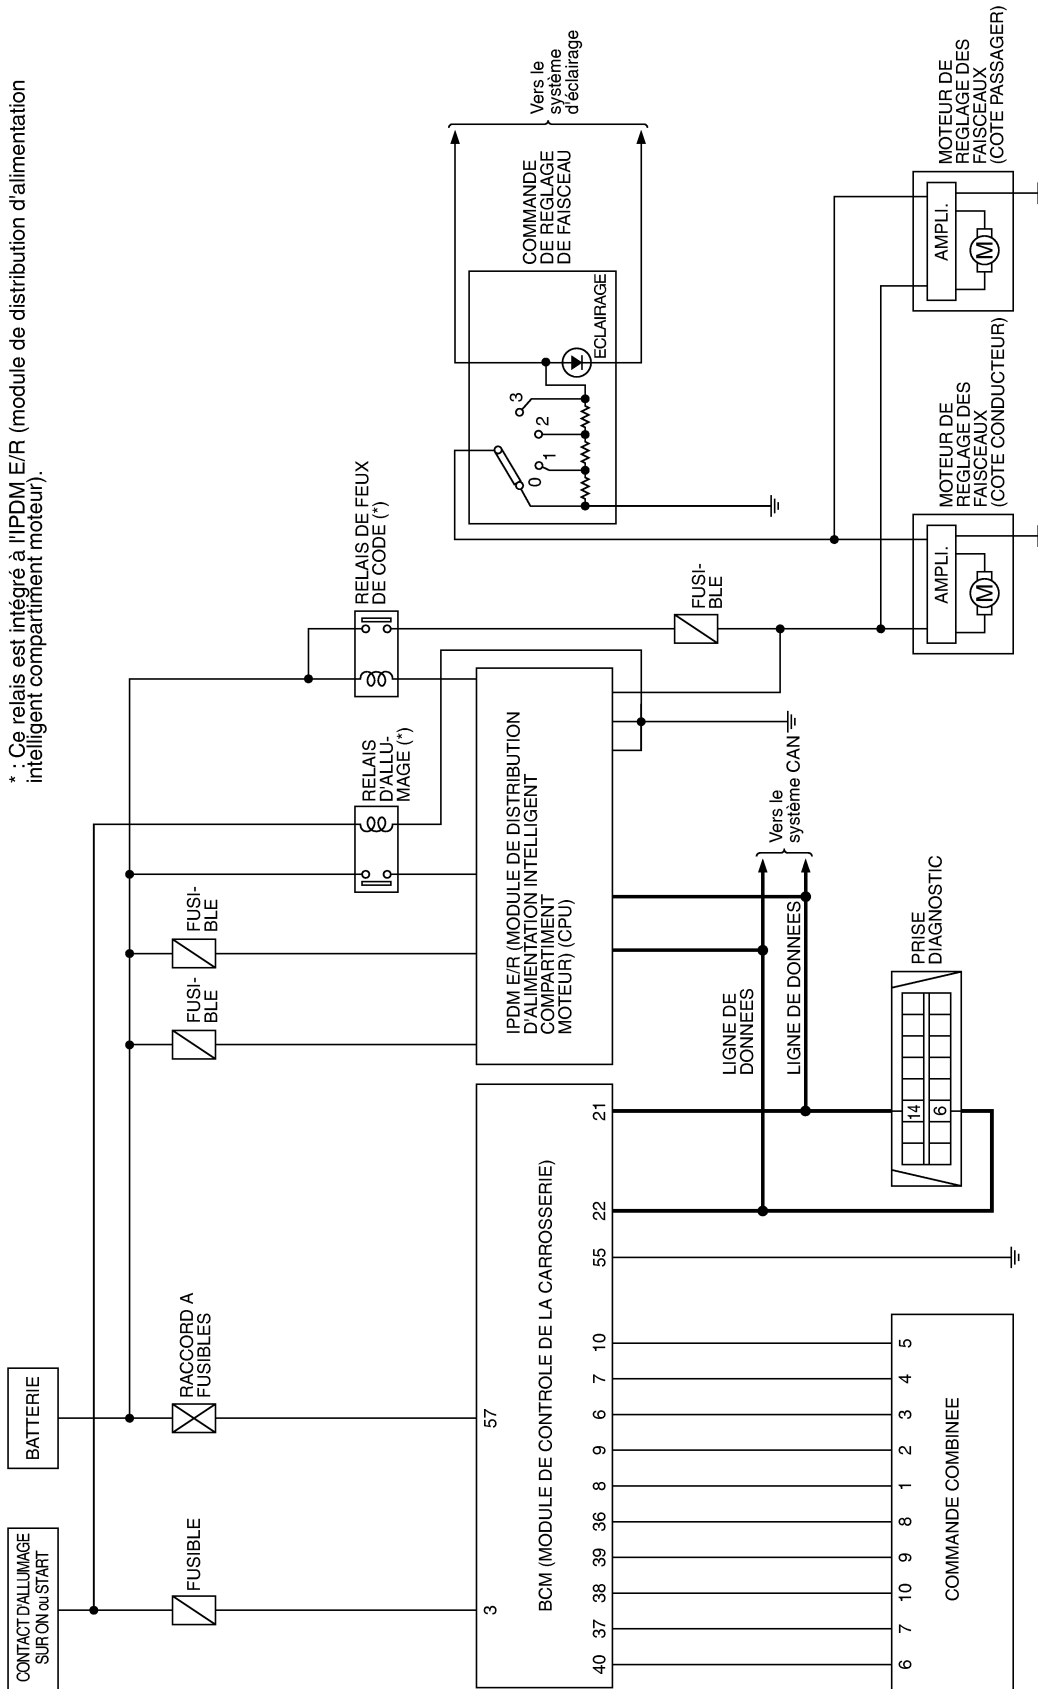 CONTACT D'ALLUMAGE
SUR ON ou START
BATTERIE
* : Ce relais est intégré à l'IPDM E/R (module de distribution d'alimentation
intelligent compartiment moteur).
FUSIBLE
RACCORD A
FUSIBLES
FUSI-
BLE
FUSI-
BLE
RELAIS
D'ALLU-
MAGE (*)
RELAIS DE FEUX
DE CODE (*)
3
57
BCM (MODULE DE CONTROLE DE LA CARROSSERIE)
40
37
38
39
36
8
9
6
7
10
55
22
21
IPDM E/R (MODULE DE DISTRIBUTION
D'ALIMENTATION INTELLIGENT
COMPARTIMENT
MOTEUR) (CPU)
COMMANDE
DE REGLAGE
DE FAISCEAU
0
1
2
3
ECLAIRAGE
Vers le
système
d'éclairage
FUSI-
BLE
LIGNE DE
DONNEES
LIGNE DE DONNEES
Vers le
système CAN
6
7
10
9
8
1
2
3
4
5
COMMANDE COMBINEE
PRISE
DIAGNOSTIC
14
6
MOTEUR DE
REGLAGE DES
FAISCEAUX
(COTE CONDUCTEUR)
AMPLI.
M
MOTEUR DE
REGLAGE DES
FAISCEAUX
(COTE PASSAGER)
AMPLI.
M